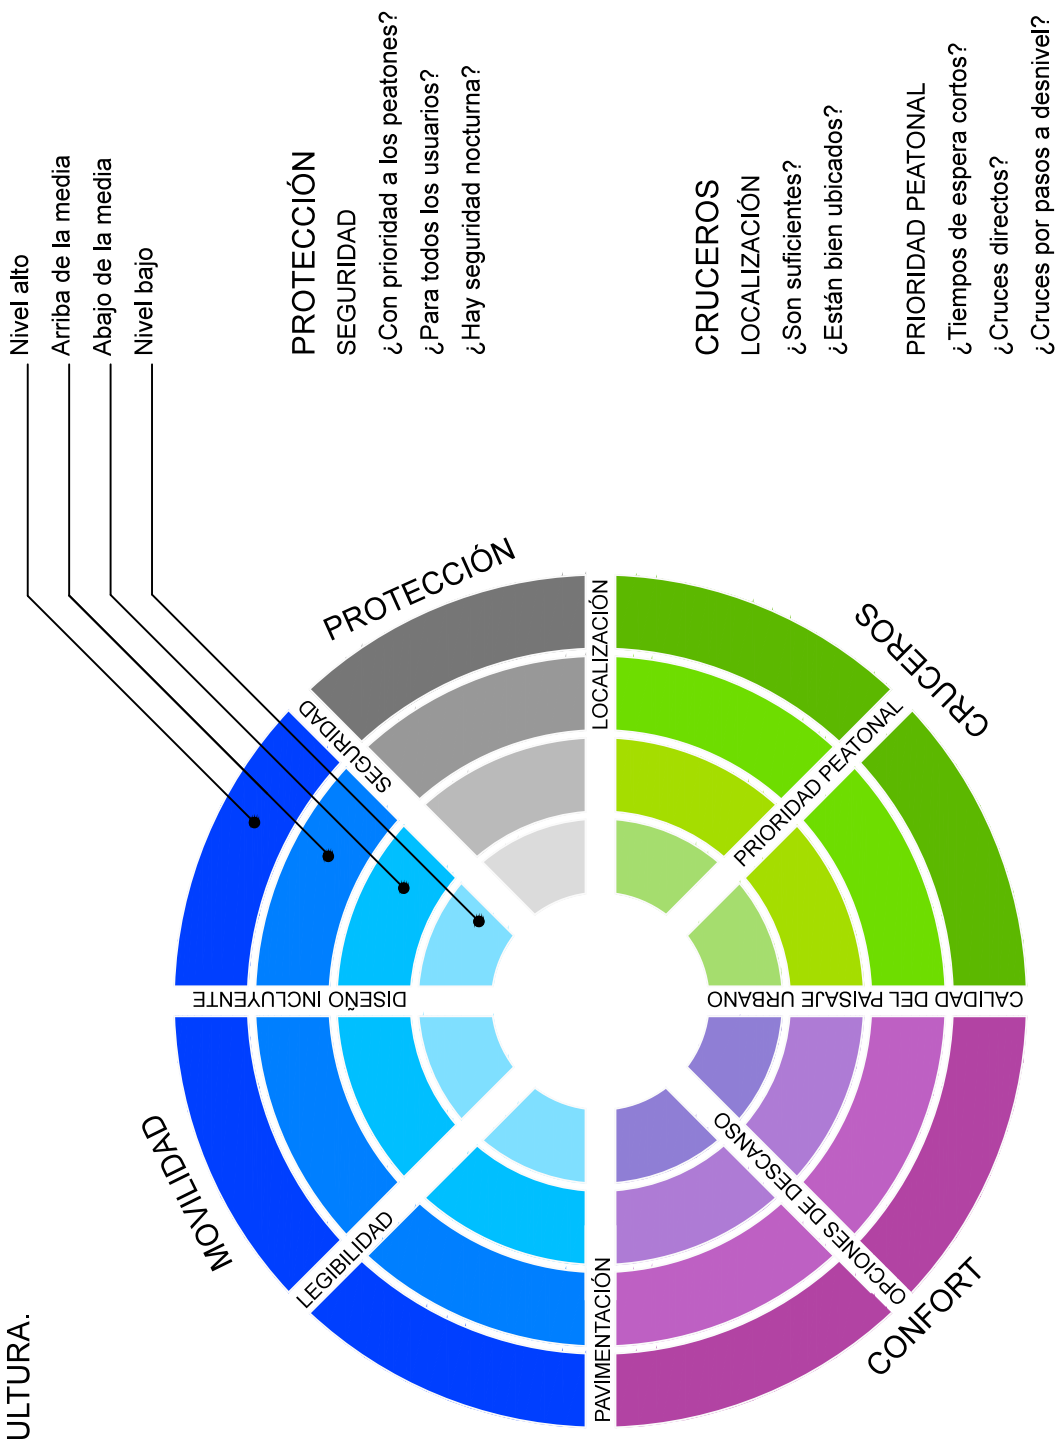 ULTURA.
Nivel alto
Arriba de la media
Abajo de la media
Nivel bajo
PROTECCIÓN
SEGURIDAD
¿Con prioridad a los peatones?
¿Para todos los usuarios?
¿Hay seguridad nocturna?
CRUCEROS
LOCALIZACIÓN
¿Son suficientes?
¿Están bien ubicados?
PRIORIDAD PEATONAL
¿Tiempos de espera cortos?
¿Cruces directos?
¿Cruces por pasos a desnivel?
MOVILIDAD
PROTECCIÓN
CRUCEROS
CONFORT
LEGIBILIDAD
DISEÑO INCLUYENTE
SEGURIDAD
LOCALIZACIÓN
PRIORIDAD PEATONAL
CALIDAD DEL PAISAJE URBANO
OPCIONES DE DESCANSO
PAVIMENTACIÓN